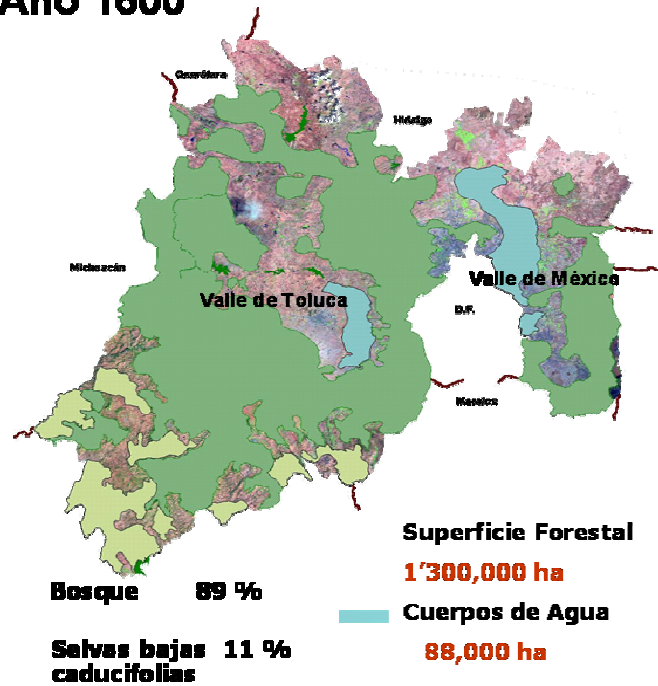 Año 1600
Querétaro
Hidalgo
Michoacán
Valle de México
Valle de Toluca
D.F.
Morelos
Superficie Forestal
1'300,000 ha
Bosque 89 %
Cuerpos de Agua
88,000 ha
Selvas bajas 11 %
caducifolias